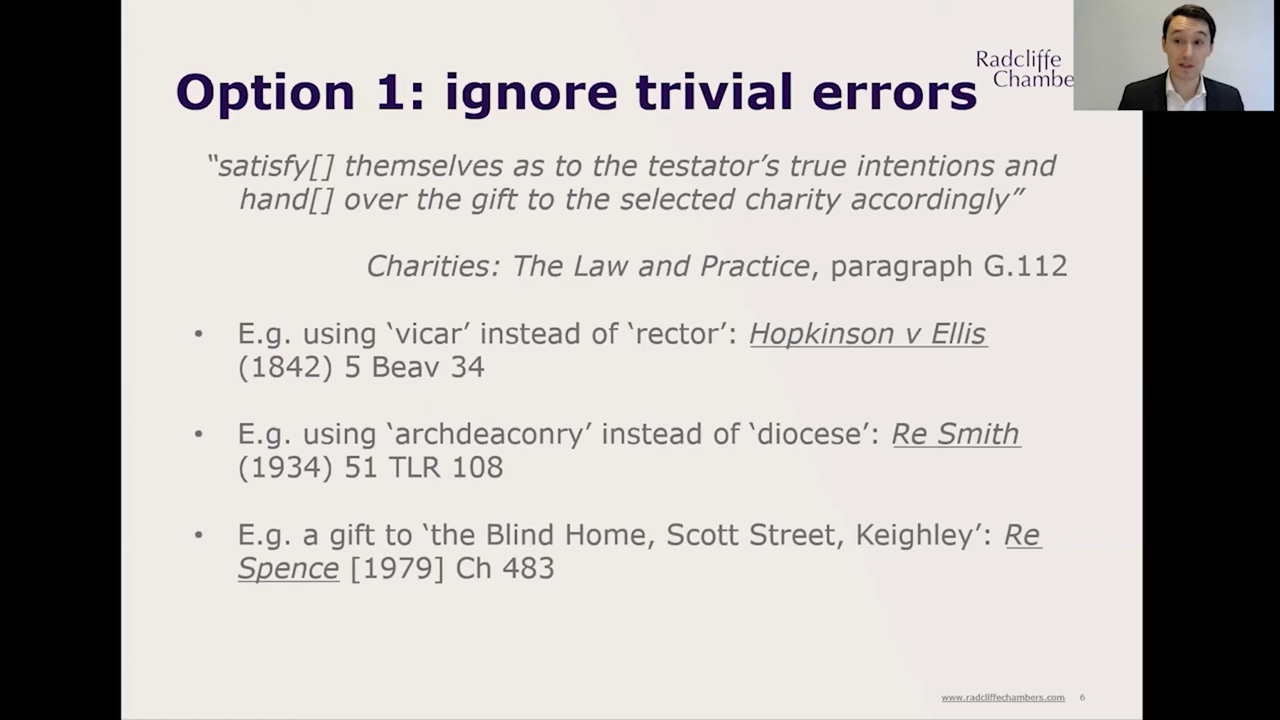 Radcliffe
Chambe
Option 1: ignore trivial errors
“satisfy[] themselves as to the testator’s true intentions and
hand[] over the gift to the selected charity accordingly”
Charities: The Law and Practice, paragraph G.112
• E.g. using ‘vicar’ instead of ‘rector’: Hopkinson v Ellis
(1842) 5 Beav 34
• E.g. using ‘archdeaconry’ instead of ‘diocese’: Re Smith
(1934) 51 TLR 108
• E.g. a gift to ‘the Blind Home, Scott Street, Keighley’: Re
Spence [1979] Ch 483
www.radcliffechambers.com 6